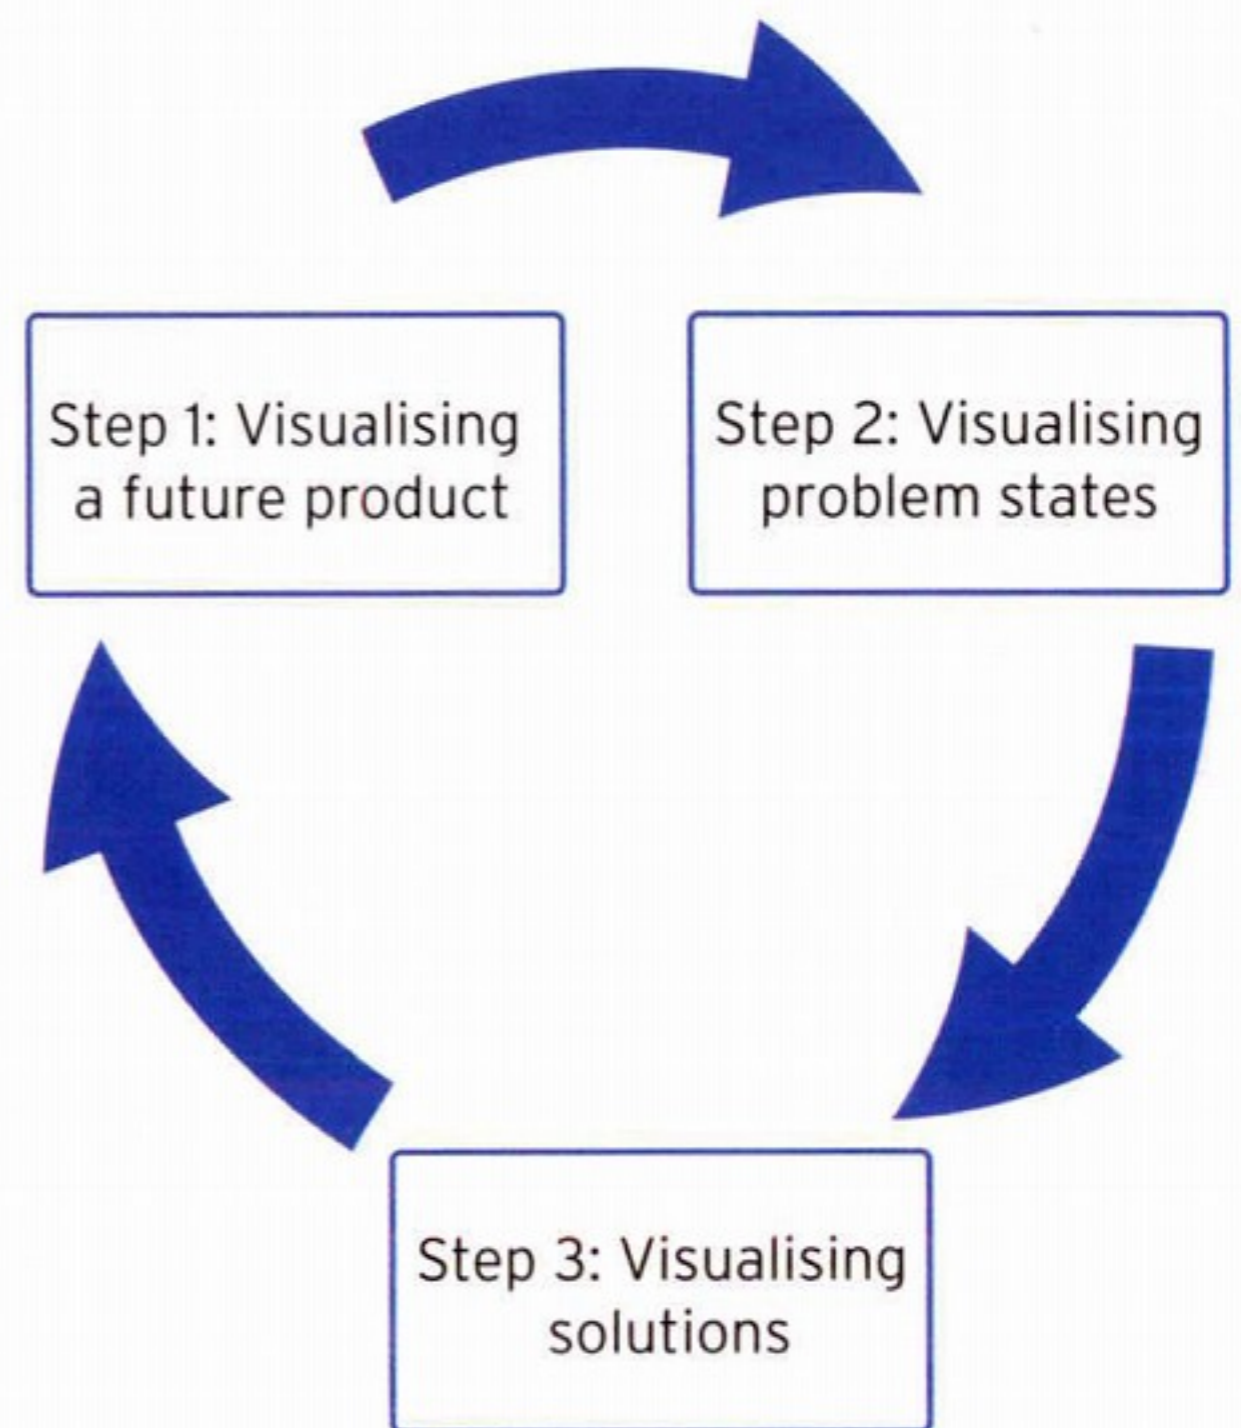 Step 1: Visualising
a future product
Step 2: Visualising
problem states
Step 3: Visualising
solutions